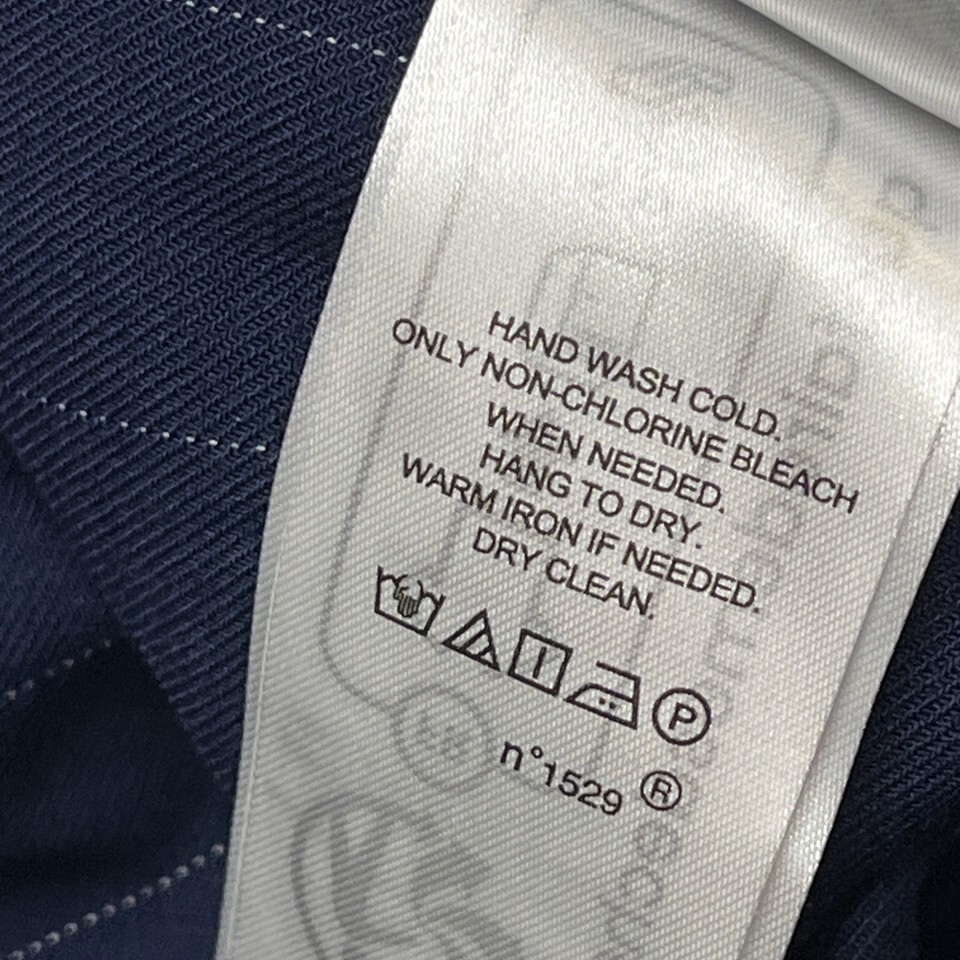 HAND WASH COLD.
ONLY NON-CHLORINE BLEACH
WHEN NEEDED.
HANG TO DRY.
WARM IRON IF NEEDED.
DRY CLEAN.
P
n°1529 ®